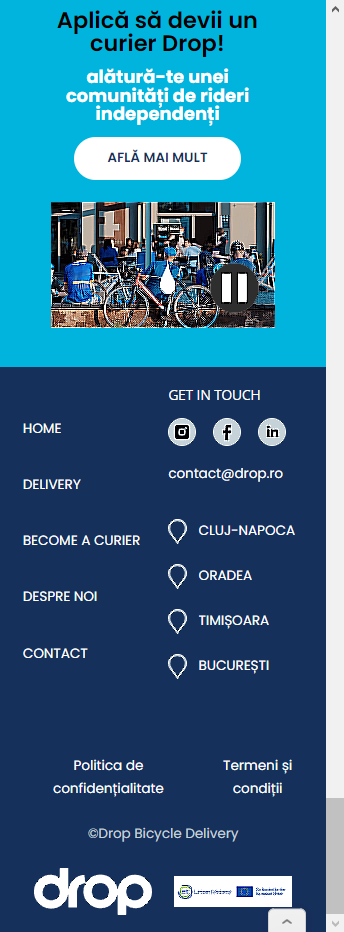 Aplică să devii un
curier Drop!
alătură-te unei
comunități de rideri
independenți
AFLĂ MAI MULT
GET IN TOUCH
HOME
DELIVERY
BECOME A CURIER
DESPRE NOI
CONTACT
contact@drop.ro
CLUJ-NAPOCA
ORADEA
TIMIȘOARA
BUCUREȘTI
Politica de
confidențialitate
Termeni și
condiții
©Drop Bicycle Delivery
drop